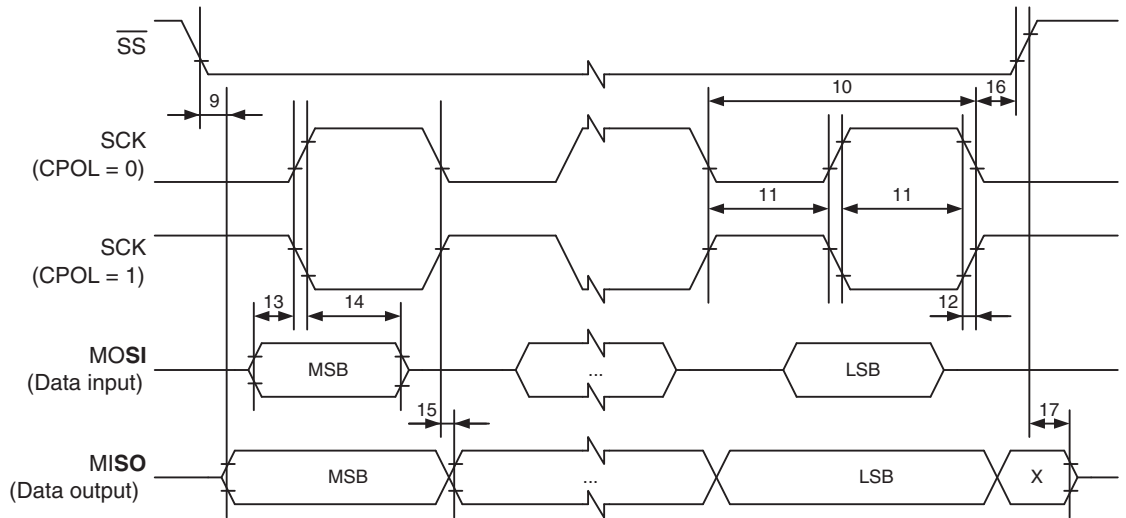 SS
9
10
16
SCK
(CPOL = 0)
11
11
SCK
(CPOL = 1)
13
14
12
MOSI
(Data input)
MSB
...
LSB
15
17
MISO
(Data output)
MSB
...
LSB
X